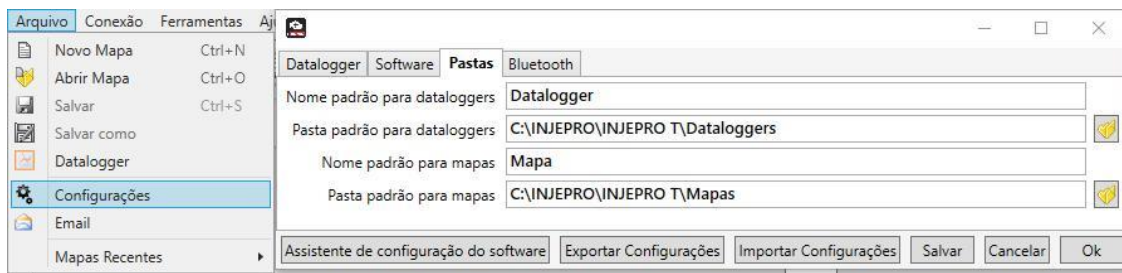 Arquivo Conexão Ferramentas
Novo Mapa Ctrl+N
Abrir Mapa Ctrl+O
Salvar Ctrl+S
Salvar como
Datalogger
Configurações
Email
Mapas Recentes
Datalogger Software Pastas Bluetooth
Nome padrão para dataloggers Datalogger
Pasta padrão para dataloggers C:\INJEPRO\INJEPRO T\Dataloggers
Nome padrão para mapas Mapa
Pasta padrão para mapas C:\INJEPRO\INJEPRO T\Mapas
Assistente de configuração do software Exportar Configurações Importar Configurações Salvar Cancelar Ok